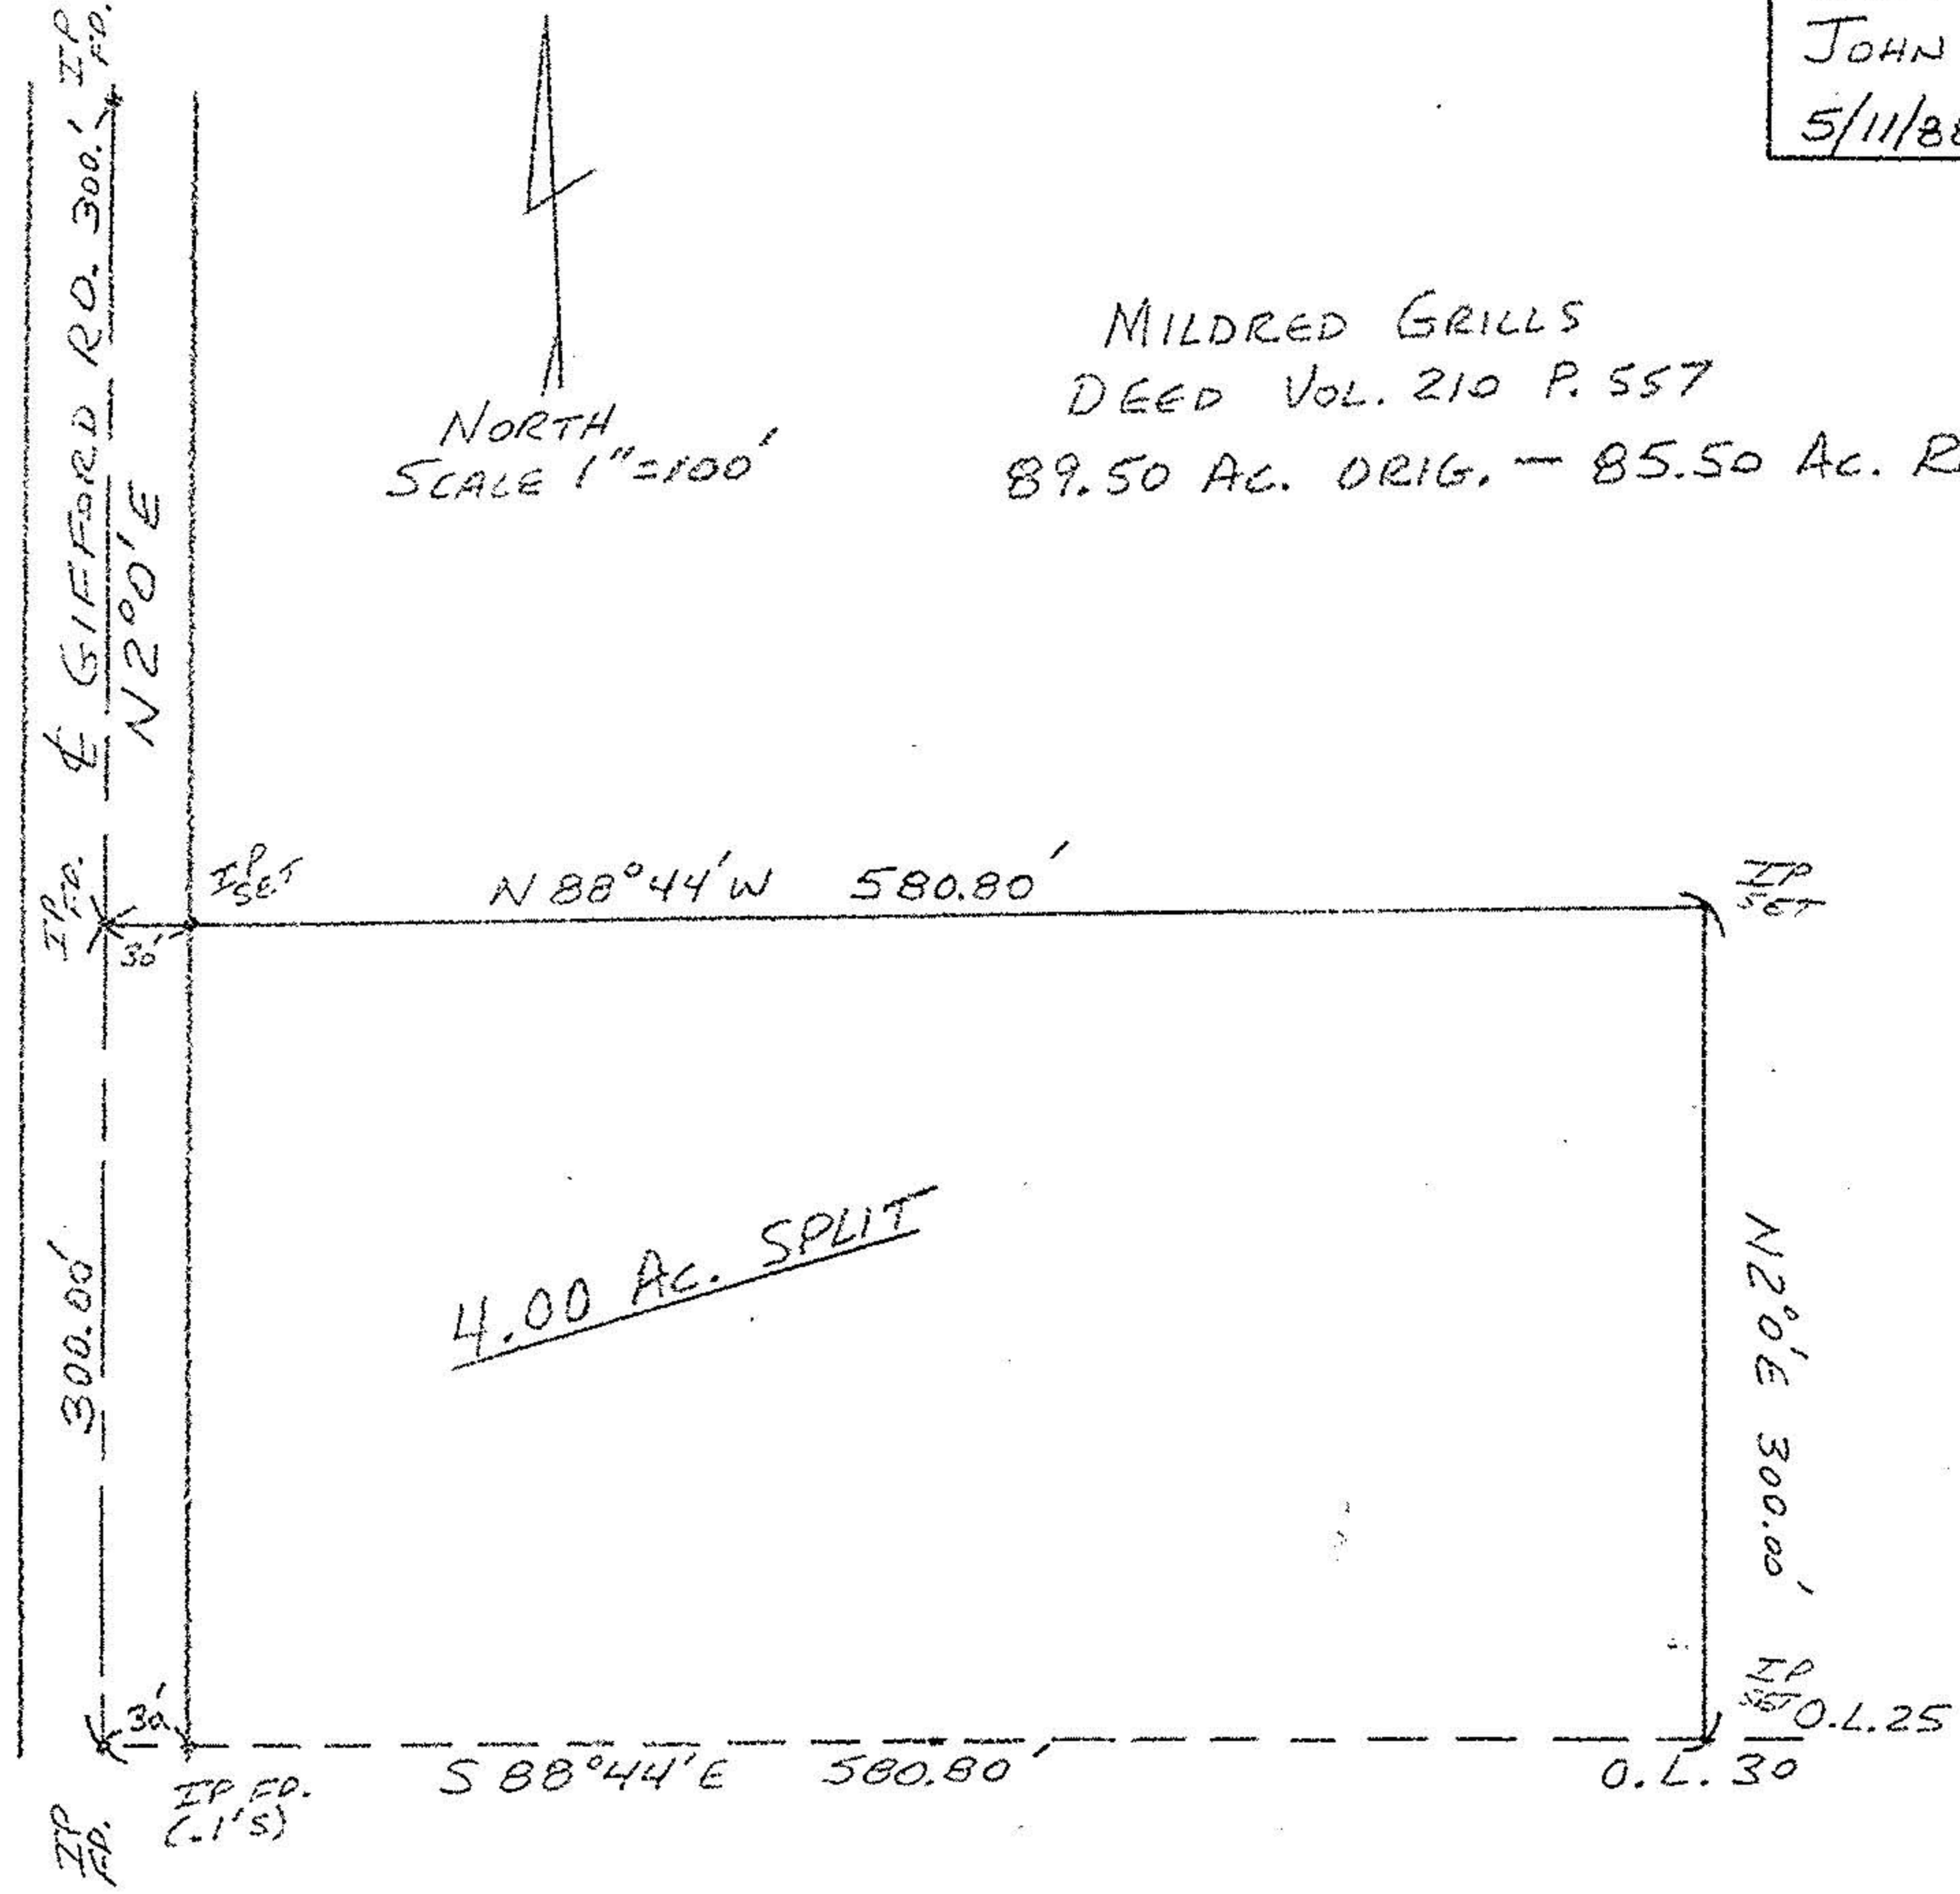 JOHN
5/11/88
IP
FD.
300.'
℄ GIFFORD RD.
N 2°0' E
NORTH
SCALE 1"=100'
MILDRED GRILLS
DEED VOL. 210 P. 557
89.50 AC. ORIG. - 85.50 AC.
IP
FD.
30'
IP
SET
N 88°44' W 580.80'
IP
SET
300.00'
4.00 AC. SPLIT
N 2°0' E 300.00'
IP
SET
O.L. 25
30'
S 88°44' E 580.80'
O.L. 30
IP FD.
(.1'S)
IP
FD.